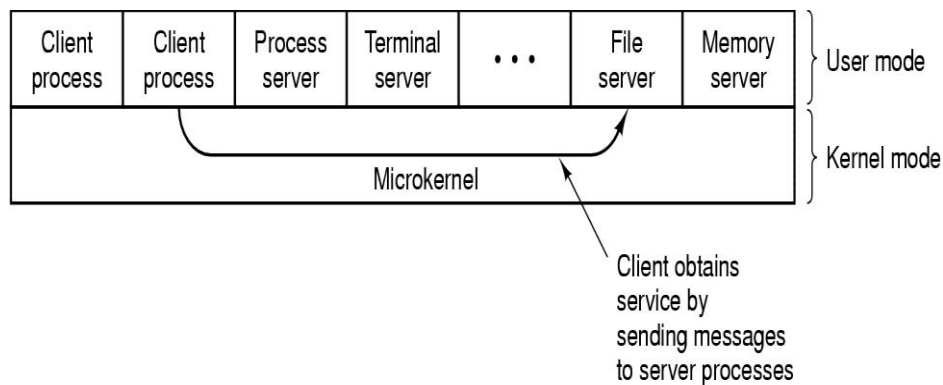 Client process
Client process
Process server
Terminal server
• • •
File server
Memory server
User mode
Microkernel
Kernel mode
Client obtains
service by
sending messages
to server processes